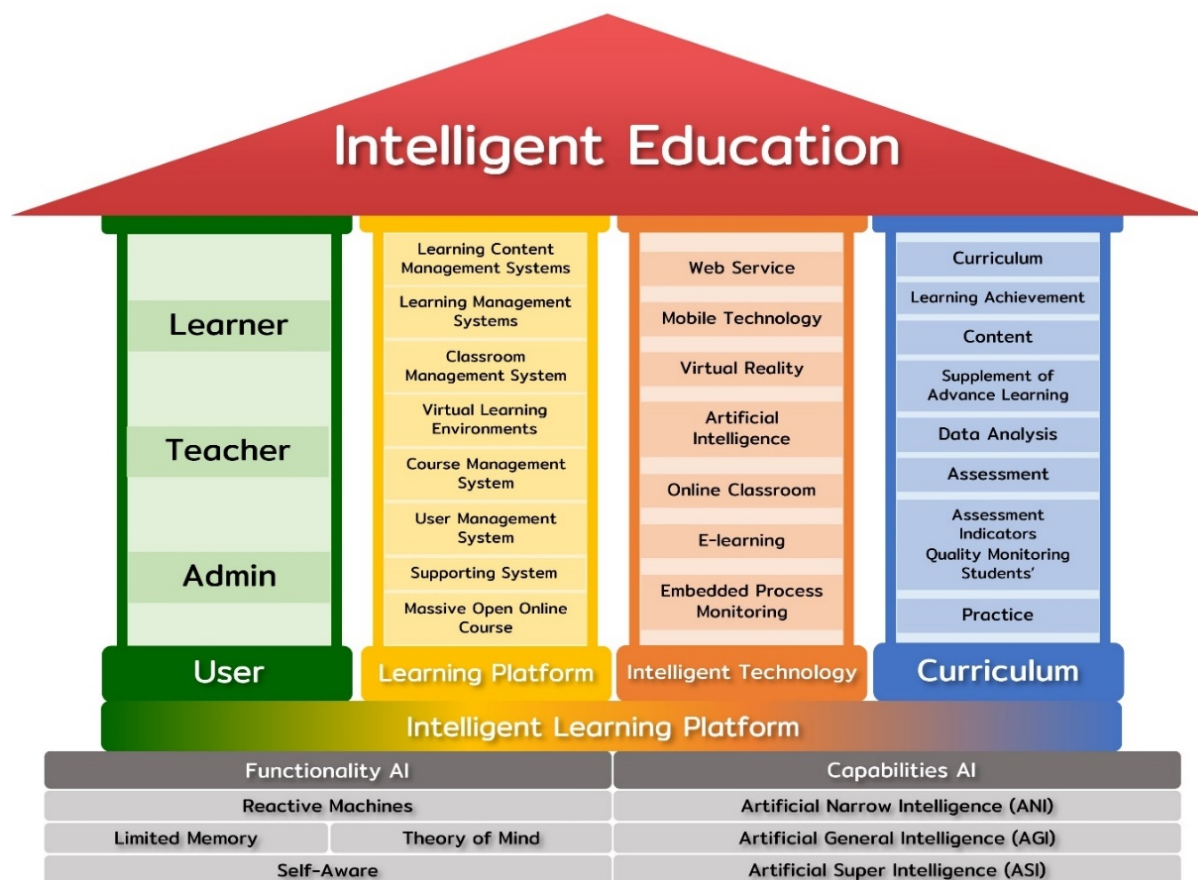 Intelligent Education
Learner
Teacher
Admin
User
Learning Content
Management Systems
Learning Management
Systems
Classroom
Management System
Virtual Learning
Environments
Course Management
System
User Management
System
Supporting System
Massive Open Online
Course
Learning Platform
Web Service
Mobile Technology
Virtual Reality
Artificial
Intelligence
Online Classroom
E-learning
Embedded Process
Monitoring
Intelligent Technology
Curriculum
Learning Achievement
Content
Supplement of
Advance Learning
Data Analysis
Assessment
Assessment
Indicators
Quality Monitoring
Students’
Practice
Curriculum
Intelligent Learning Platform
Functionality AI
Reactive Machines
Limited Memory
Theory of Mind
Self-Aware
Capabilities AI
Artificial Narrow Intelligence (ANI)
Artificial General Intelligence (AGI)
Artificial Super Intelligence (ASI)